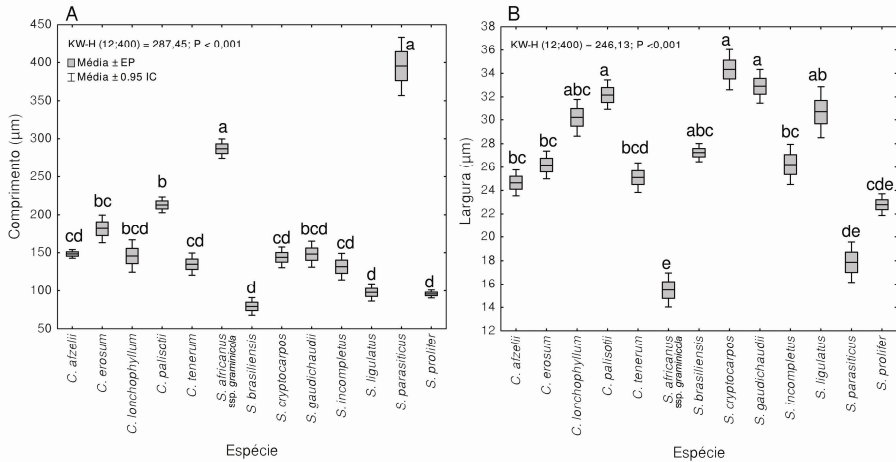 A
KW-H (12;400) = 287,45; P < 0,001
Média ± EP
Média ± 0.95 IC
Comprimento (µm)
450
400
350
300
250
200
150
100
50
cd
bc
bcd
b
cd
a
d
cd
bcd
cd
d
a
d
C. afzelii
C. erosum
C. lonchophyllum
C. palisotii
C. tenerum
S. africanus
ssp. graminicola
S. brasiliensis
S. cryptocarpos
S. gaudichaudii
S. incompletus
S. ligulatus
S. parasiticus
S. prolifer
Espécie
B
KW-H (12;400) = 246,13; P <0,001
Largura (µm)
38
36
34
32
30
28
26
24
22
20
18
16
14
12
bc
bc
abc
a
bcd
e
abc
a
a
bc
ab
de
cde
C. afzelii
C. erosum
C. lonchophyllum
C. palisotii
C. tenerum
S. africanus
ssp. graminicola
S. brasiliensis
S. cryptocarpos
S. gaudichaudii
S. incompletus
S. ligulatus
S. parasiticus
S. prolifer
Espécie